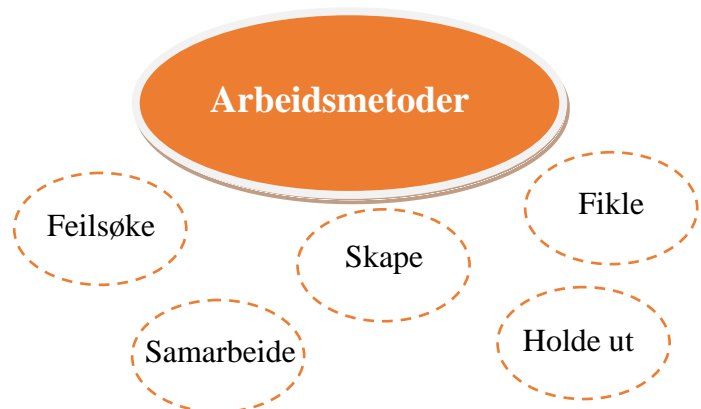 Arbeidsmetoder
Feilsøke
Skape
Fikle
Samarbeide
Holde ut